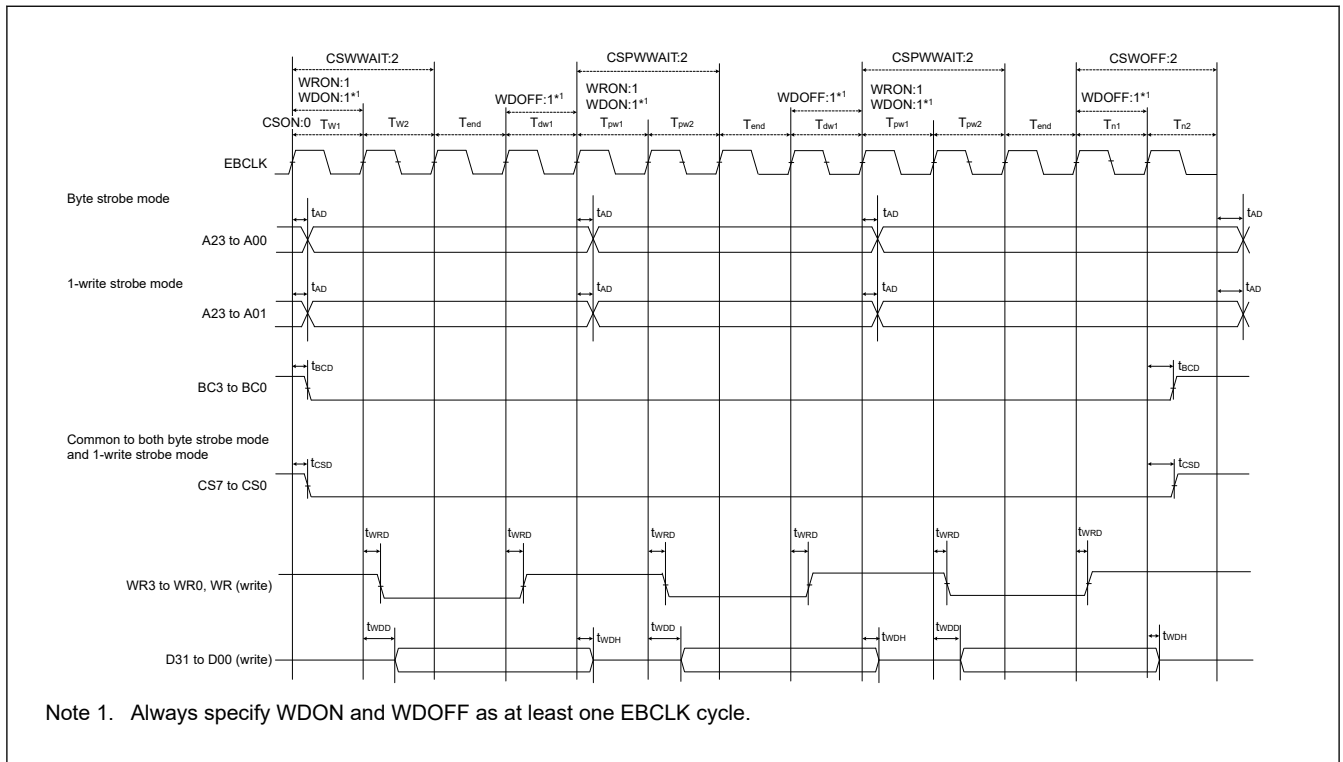 CSWWAIT:2 CSPWWAIT:2 CSPWWAIT:2 CSWOFF:2
WRON:1 WRON:1 WRON:1
WDON:1*1 WDOFF:1*1 WDON:1*1 WDOFF:1*1 WDON:1*1 WDOFF:1*1
CSON:0 TW1 TW2 Tend Tdw1 Tpw1 Tpw2 Tend Tdw1 Tpw1 Tpw2 Tend Tn1 Tn2
EBCLK
Byte strobe mode
tAD tAD tAD tAD
A23 to A00
1-write strobe mode
tAD tAD tAD tAD
A23 to A01
tBCD tBCD
BC3 to BC0
Common to both byte strobe mode
and 1-write strobe mode
tCSD tCSD
CS7 to CS0
tWRD tWRD tWRD tWRD tWRD tWRD
WR3 to WR0, WR (write)
tWDD tWDH tWDD tWDH tWDD tWDH
D31 to D00 (write)
Note 1. Always specify WDON and WDOFF as at least one EBCLK cycle.